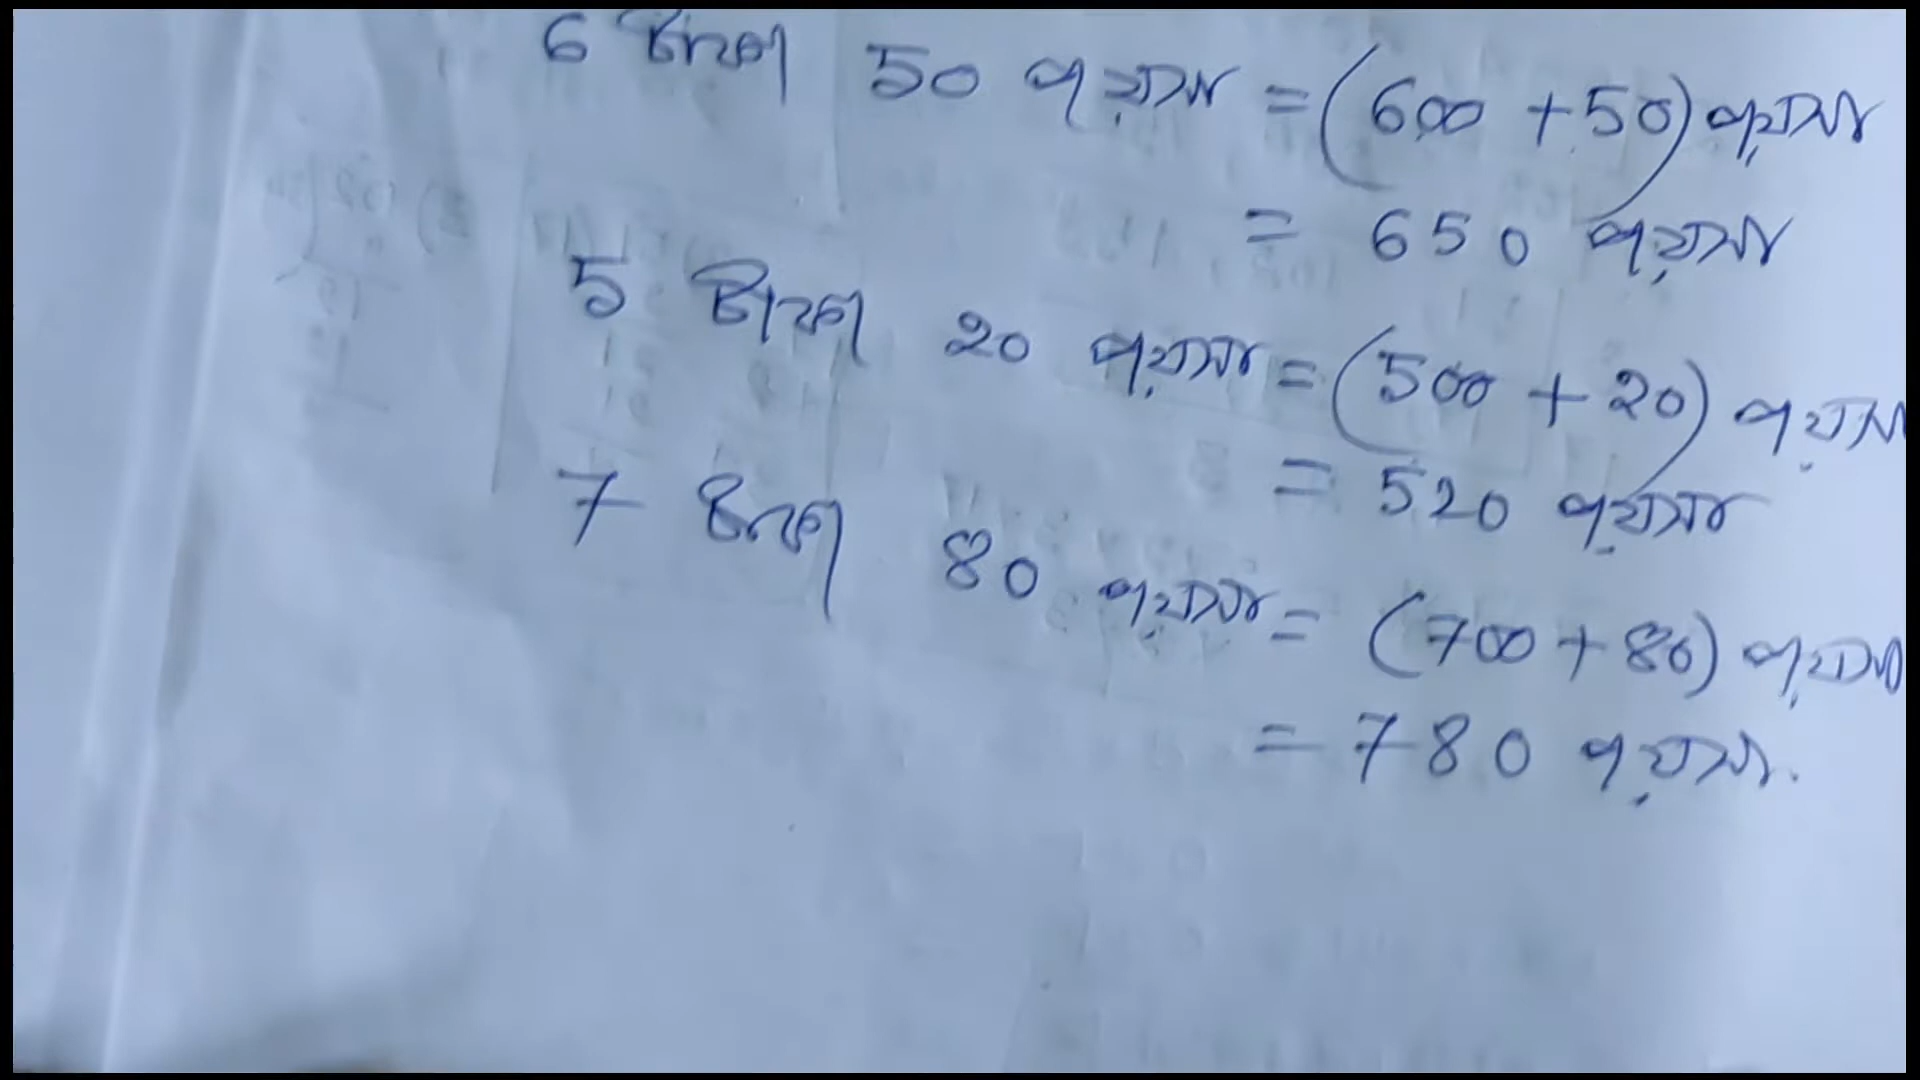 6 টাকা 50 পয়সা = (600 + 50) পয়সা
= 650 পয়সা
5 টাকা 20 পয়সা = (500 + 20) পয়সা
= 520 পয়সা
7 টাকা 80 পয়সা = (700 + 80) পয়সা
= 780 পয়সা.